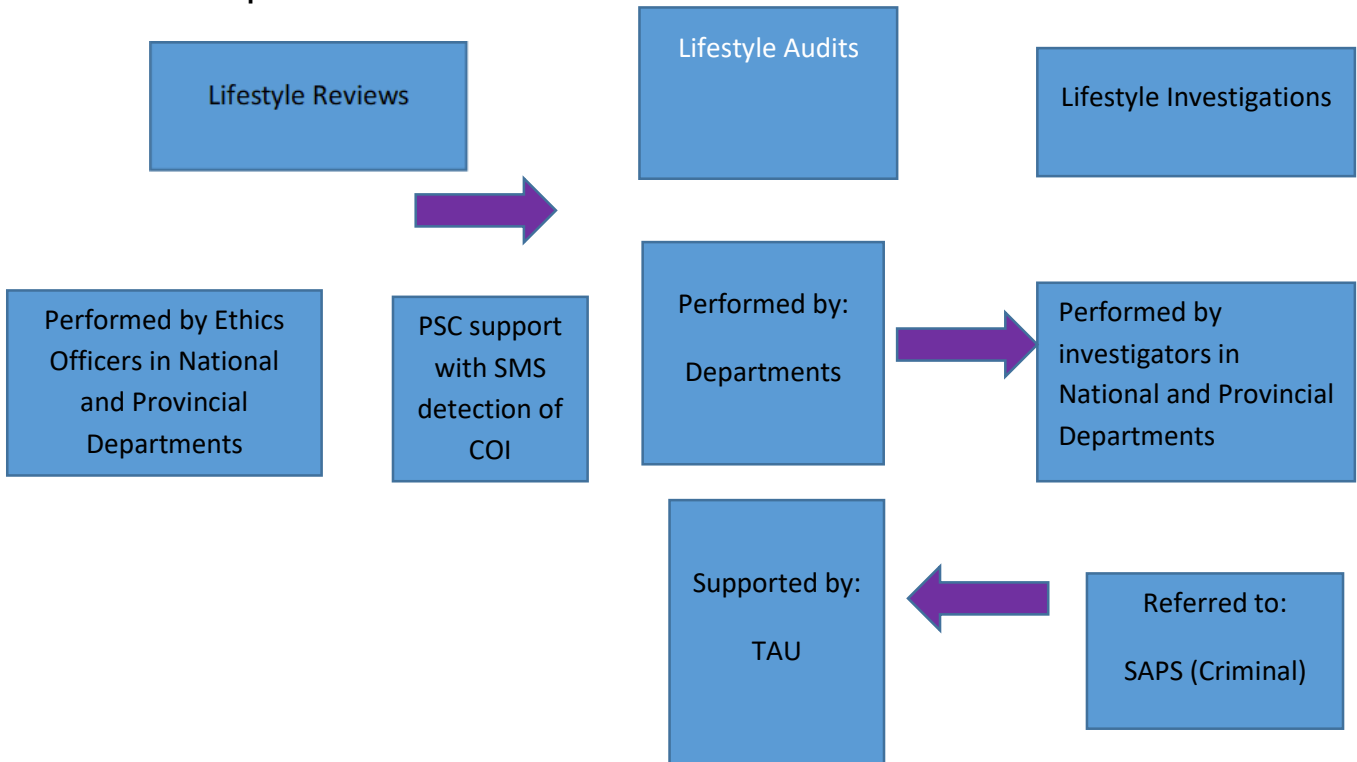 Lifestyle Reviews
Lifestyle Audits
Lifestyle Investigations
Performed by Ethics
Officers in National
and Provincial
Departments
PSC support
with SMS
detection of
COI
Performed by:
Departments
Performed by
investigators in
National and Provincial
Departments
Supported by:
TAU
Referred to:
SAPS (Criminal)